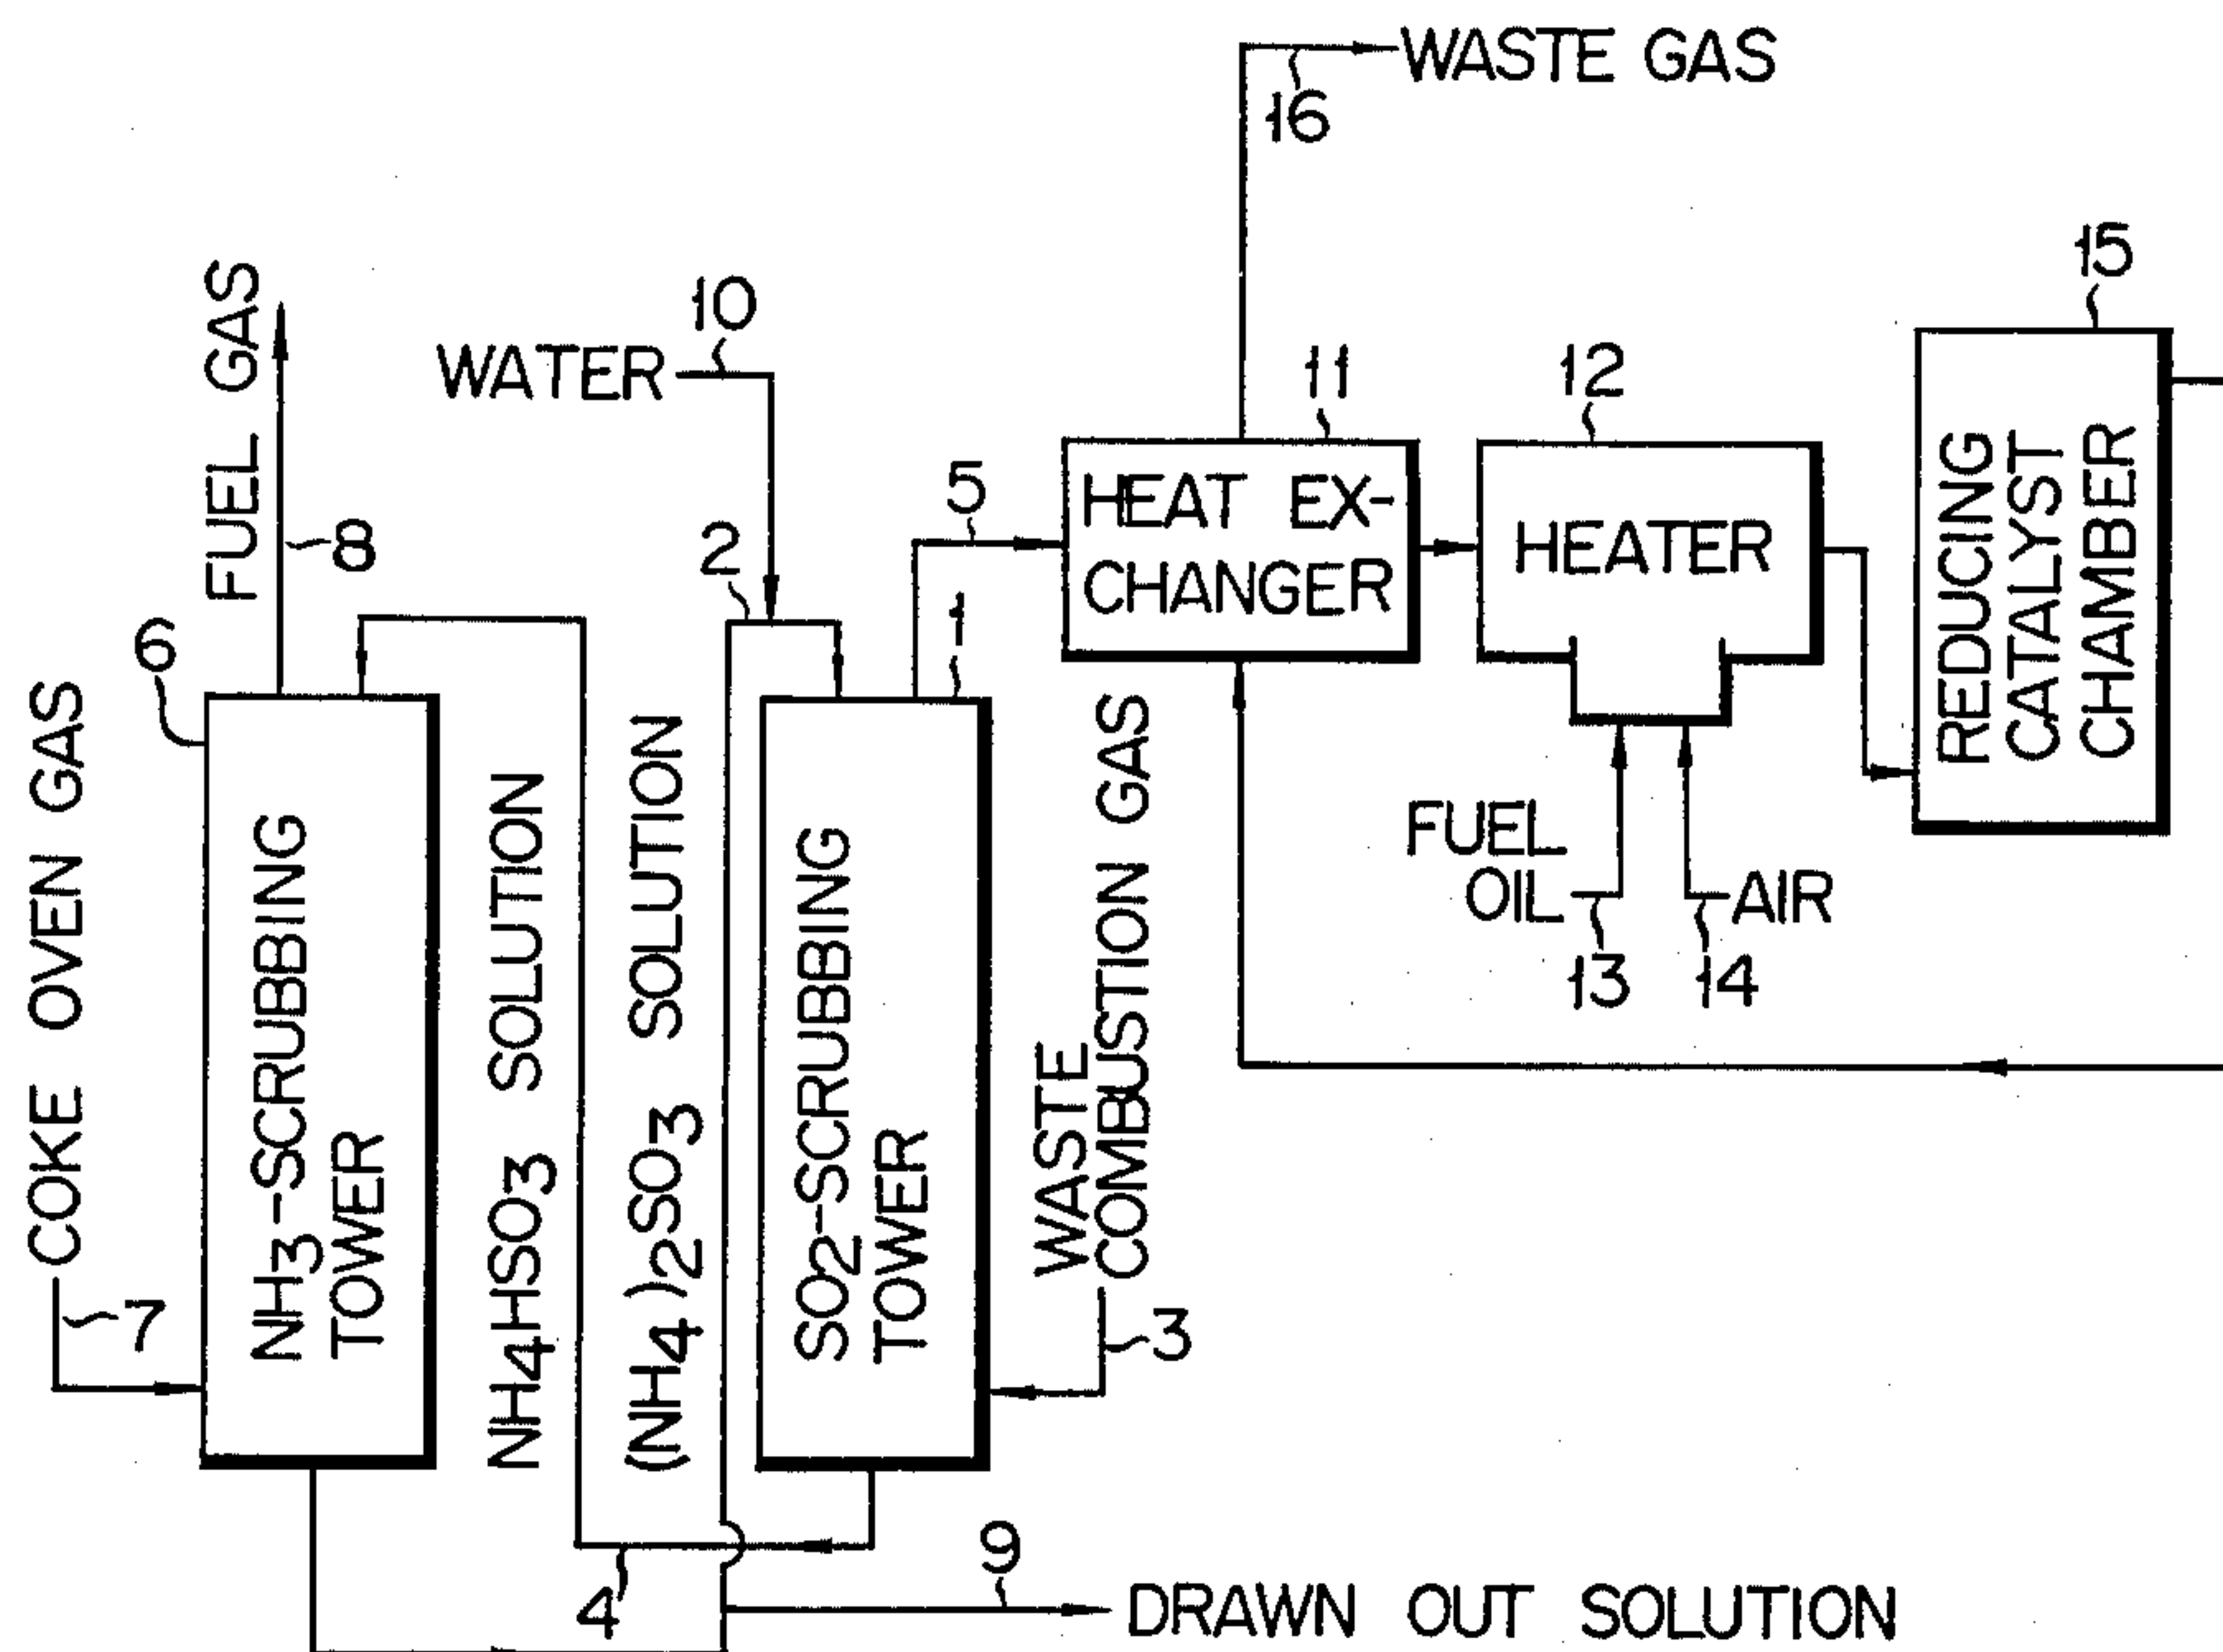 WASTE GAS
16
15
FUEL GAS
10
WATER
11
12
5
HEAT EX-
CHANGER
HEATER
REDUCING
CATALYST
CHAMBER
8
2
1
6
COKE OVEN GAS
NH3-SCRUBBING
TOWER
NH4HSO3 SOLUTION
(NH4)2SO3 SOLUTION
SO2-SCRUBBING
TOWER
WASTE
COMBUSTION GAS
FUEL
OIL
AIR
13
14
7
3
4
9
DRAWN OUT SOLUTION